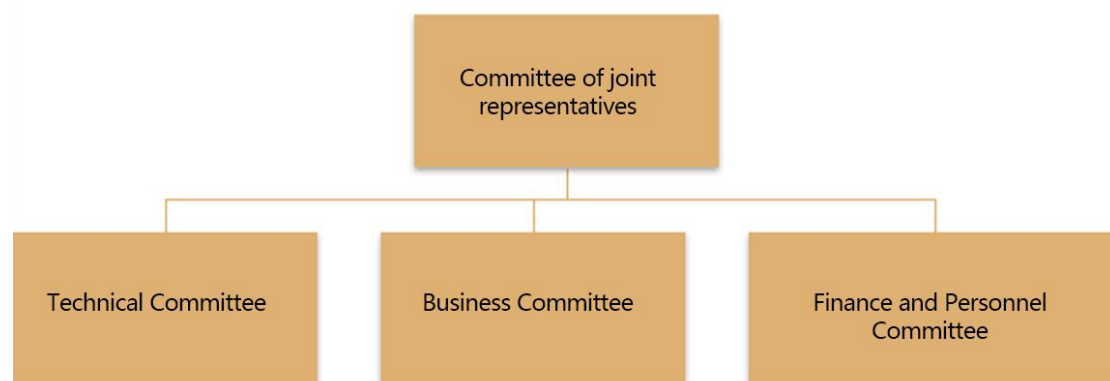 Committee of joint
representatives
Technical Committee
Business Committee
Finance and Personnel
Committee